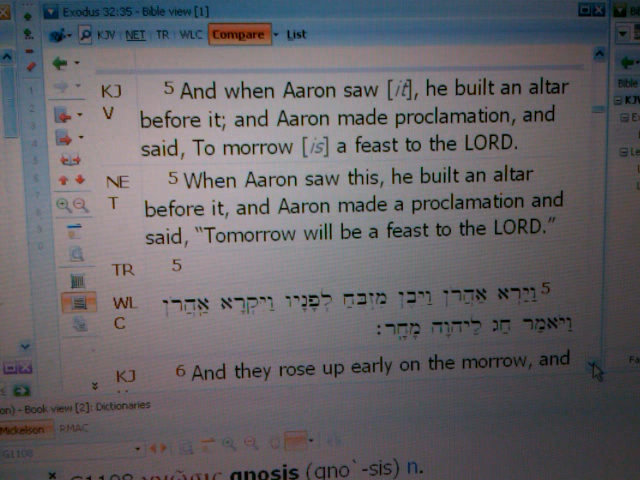 Exodus 32:35 - Bible view [1]
KJV NET TR WLC Compare List
KJ
V
5 And when Aaron saw [it], he built an altar
before it; and Aaron made proclamation, and
said, To morrow [is] a feast to the LORD.
NE
T
5 When Aaron saw this, he built an altar
before it, and Aaron made a proclamation and
said, “Tomorrow will be a feast to the LORD.”
TR 5
WL
C
5 וַיַּרְא אַהֲרֹן וַיִּבֶן מִזְבֵּחַ לְפָנָיו וַיִּקְרָא אַהֲרֹן
וַיֹּאמַר חַג לַיהוָה מָחָר׃
KJ
6 And they rose up early on the morrow, and
on) - Book view [2]: Dictionaries
Mickelson RMAC
G1108
G1108 γνῶσις gnosis (gno`-sis) n.